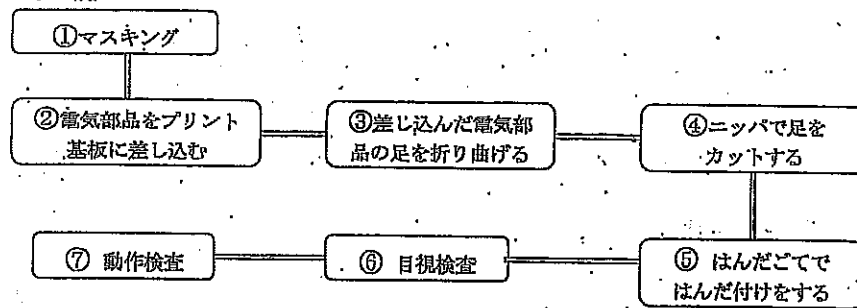 ①マスキング
②電気部品をプリント
基板に差し込む
③差じ込んだ電気部
品の足を折り曲げる
④ニッパで足を
カットする
⑤ はんだごてで
はんだ付けをする
⑥ 目視検査
⑦ 動作検査